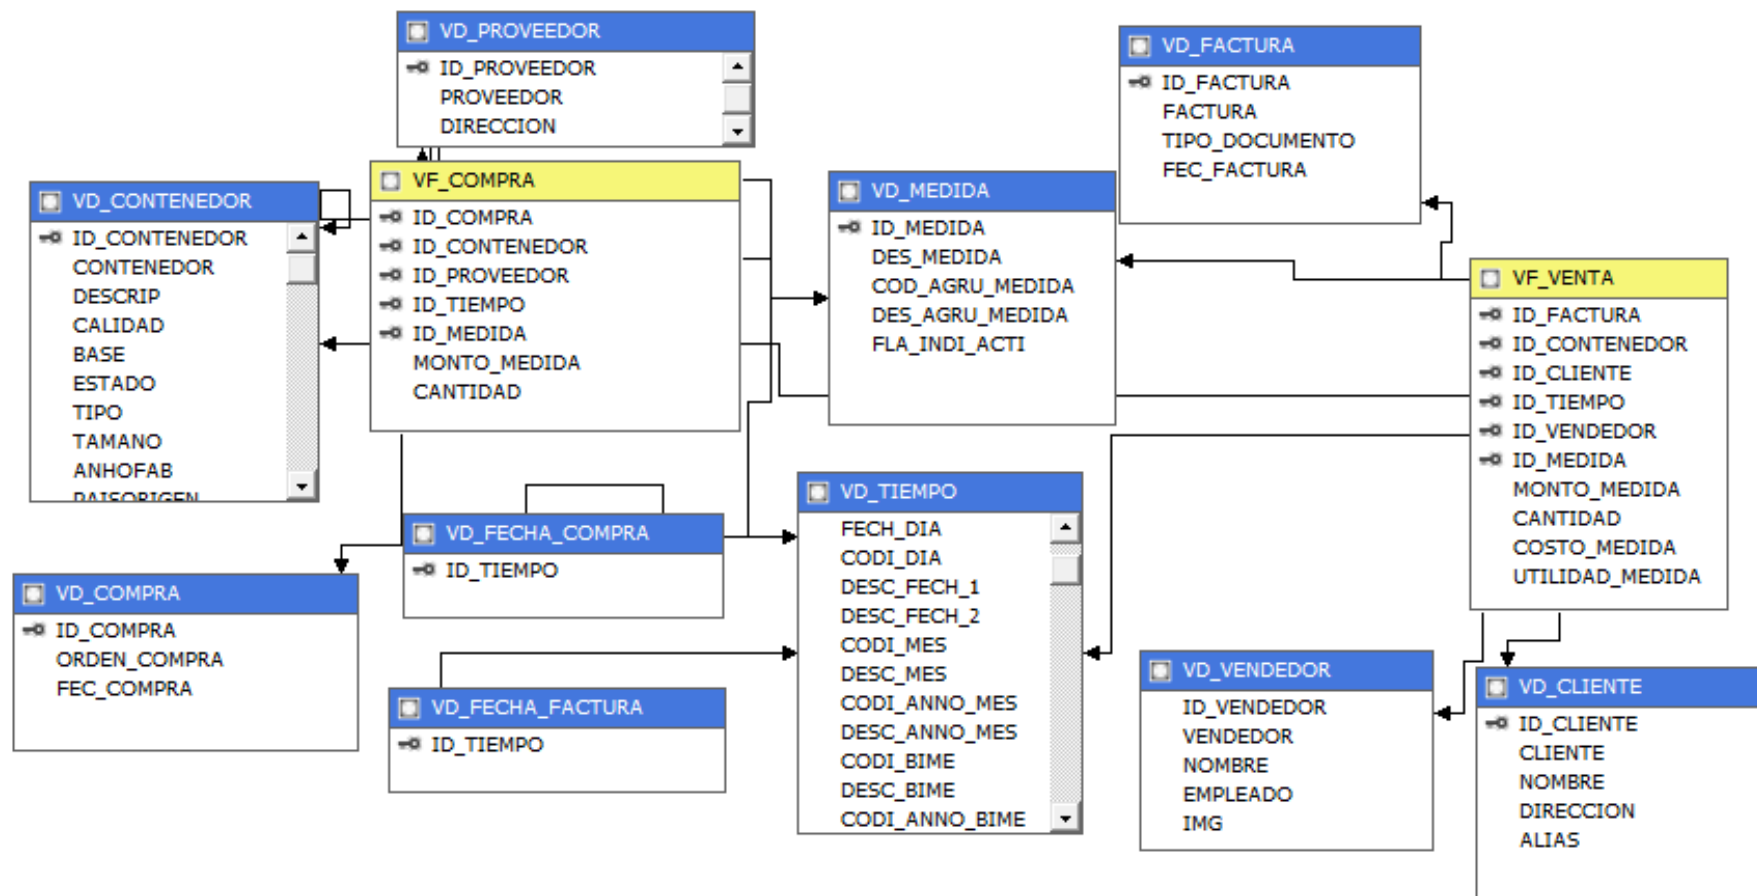 VD_PROVEEDOR
ID_PROVEEDOR
PROVEEDOR
DIRECCION
VD_FACTURA
ID_FACTURA
FACTURA
TIPO_DOCUMENTO
FEC_FACTURA
VD_CONTENEDOR
ID_CONTENEDOR
CONTENEDOR
DESCRIP
CALIDAD
BASE
ESTADO
TIPO
TAMANO
ANHOFAB
PAISORIGEN
VF_COMPRA
ID_COMPRA
ID_CONTENEDOR
ID_PROVEEDOR
ID_TIEMPO
ID_MEDIDA
MONTO_MEDIDA
CANTIDAD
VD_MEDIDA
ID_MEDIDA
DES_MEDIDA
COD_AGRU_MEDIDA
DES_AGRU_MEDIDA
FLA_INDI_ACTI
VF_VENTA
ID_FACTURA
ID_CONTENEDOR
ID_CLIENTE
ID_TIEMPO
ID_VENDEDOR
ID_MEDIDA
MONTO_MEDIDA
CANTIDAD
COSTO_MEDIDA
UTILIDAD_MEDIDA
VD_COMPRA
ID_COMPRA
ORDEN_COMPRA
FEC_COMPRA
VD_FECHA_COMPRA
ID_TIEMPO
VD_FECHA_FACTURA
ID_TIEMPO
VD_TIEMPO
FECH_DIA
CODI_DIA
DESC_FECH_1
DESC_FECH_2
CODI_MES
DESC_MES
CODI_ANNO_MES
DESC_ANNO_MES
CODI_BIME
DESC_BIME
CODI_ANNO_BIME
VD_VENDEDOR
ID_VENDEDOR
VENDEDOR
NOMBRE
EMPLEADO
IMG
VD_CLIENTE
ID_CLIENTE
CLIENTE
NOMBRE
DIRECCION
ALIAS